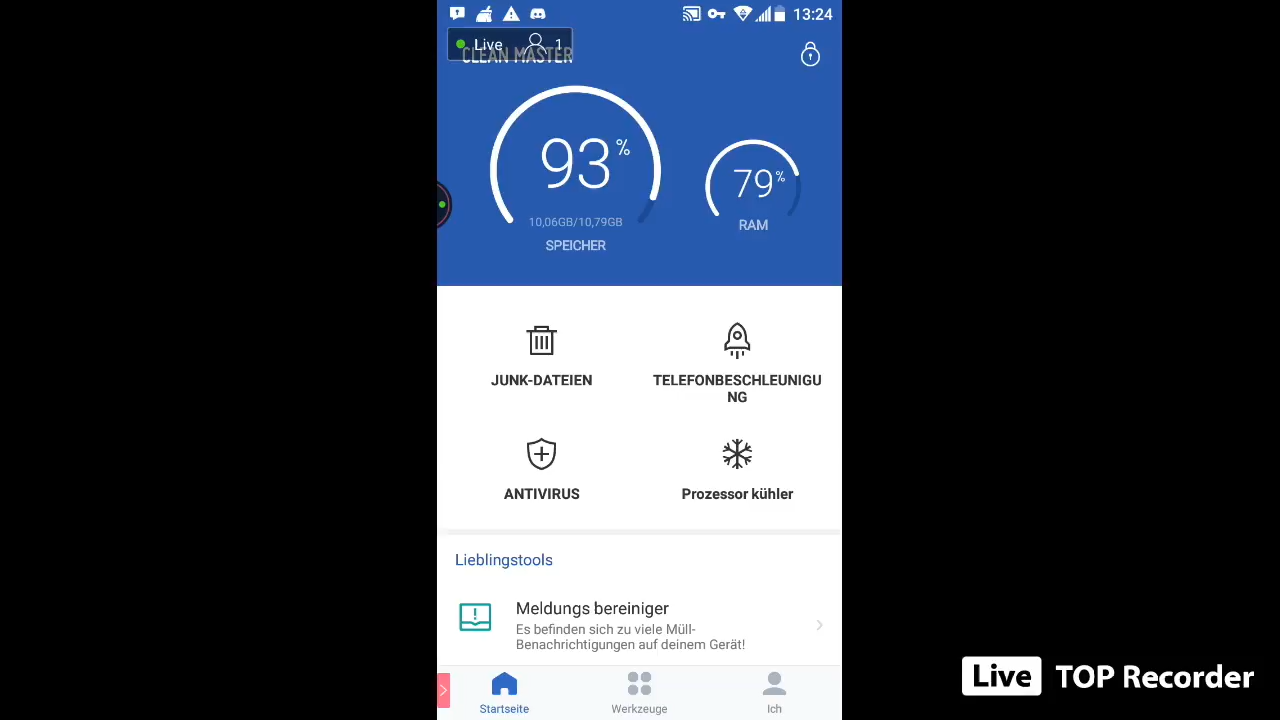 13:24
Live 1
CLEAN MASTER
93%
10,06GB/10,79GB
SPEICHER
79%
RAM
JUNK-DATEIEN
TELEFONBESCHLEUNIGU
NG
ANTIVIRUS
Prozessor kühler
Lieblingstools
Meldungs bereiniger
Es befinden sich zu viele Müll-
Benachrichtigungen auf deinem Gerät!
Startseite
Werkzeuge
Ich
Live TOP Recorder